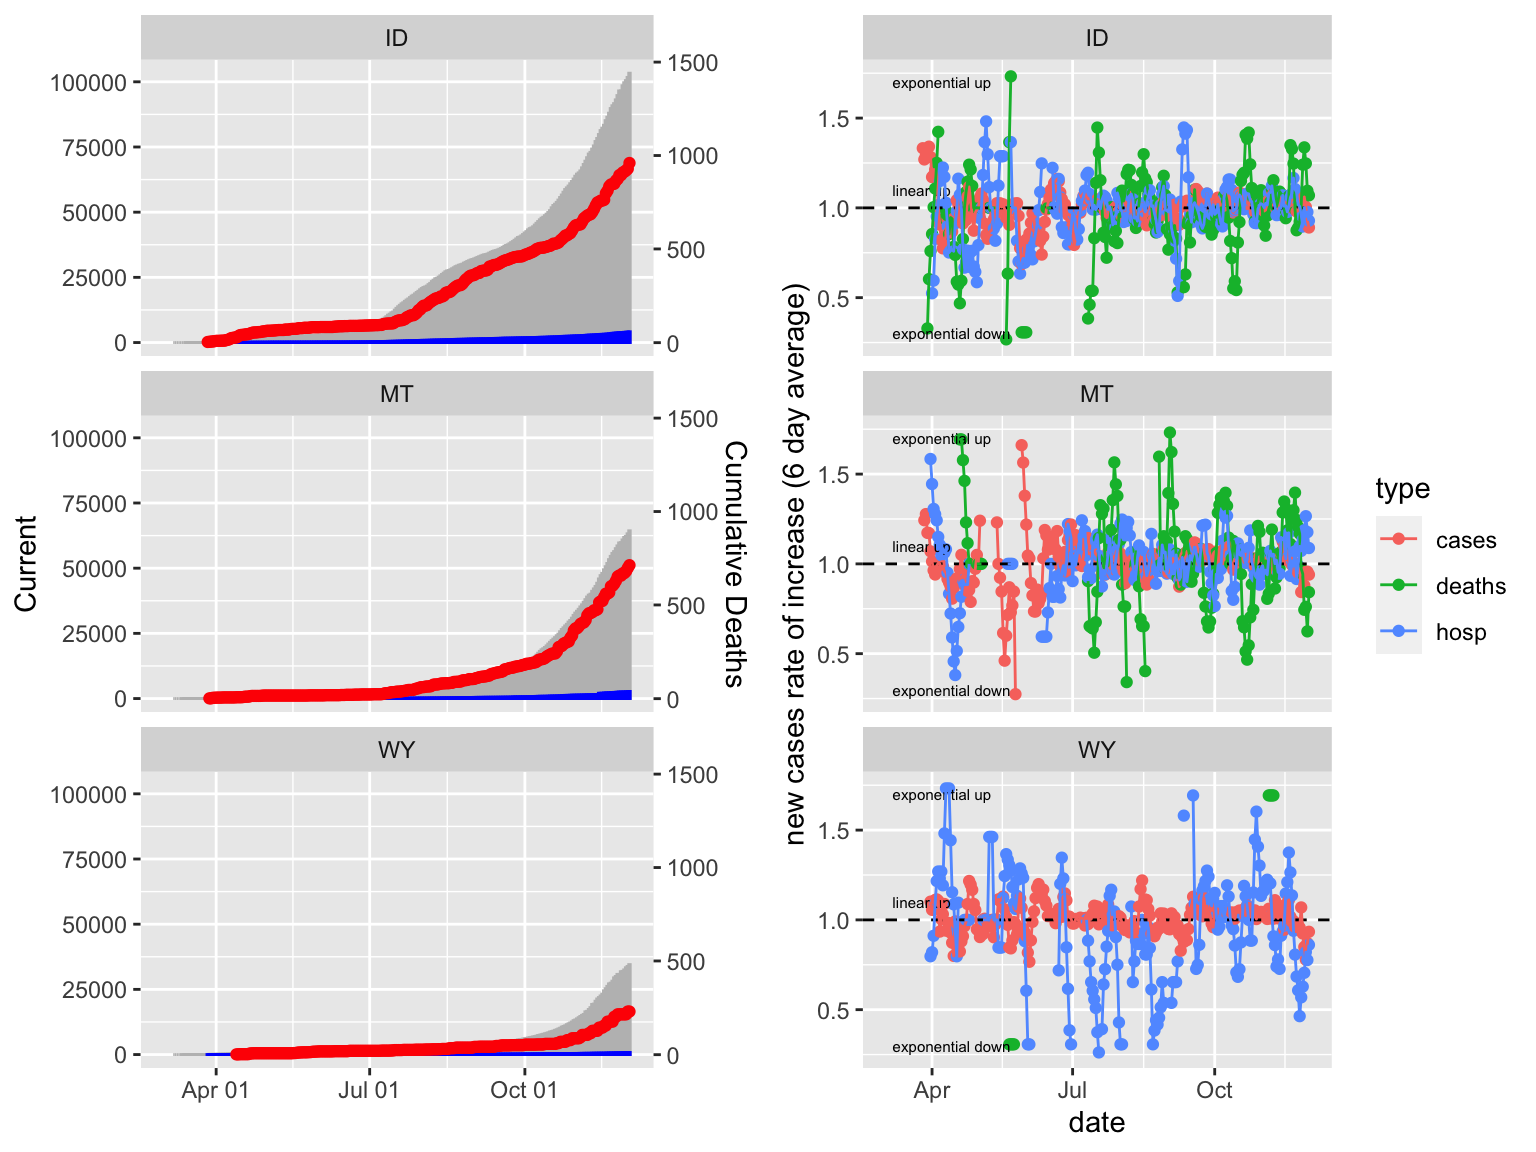 ID
100000
75000
50000
25000
0
1500
1000
500
0
MT
100000
75000
50000
25000
0
1500
1000
500
0
WY
100000
75000
50000
25000
0
1500
1000
500
0
Apr 01
Jul 01
Oct 01
Current
Cumulative Deaths
ID
exponential up
linear up
exponential down
1.5
1.0
0.5
MT
exponential up
linear up
exponential down
1.5
1.0
0.5
WY
exponential up
linear up
exponential down
1.5
1.0
0.5
Apr
Jul
Oct
date
new cases rate of increase (6 day average)
type
cases
deaths
hosp